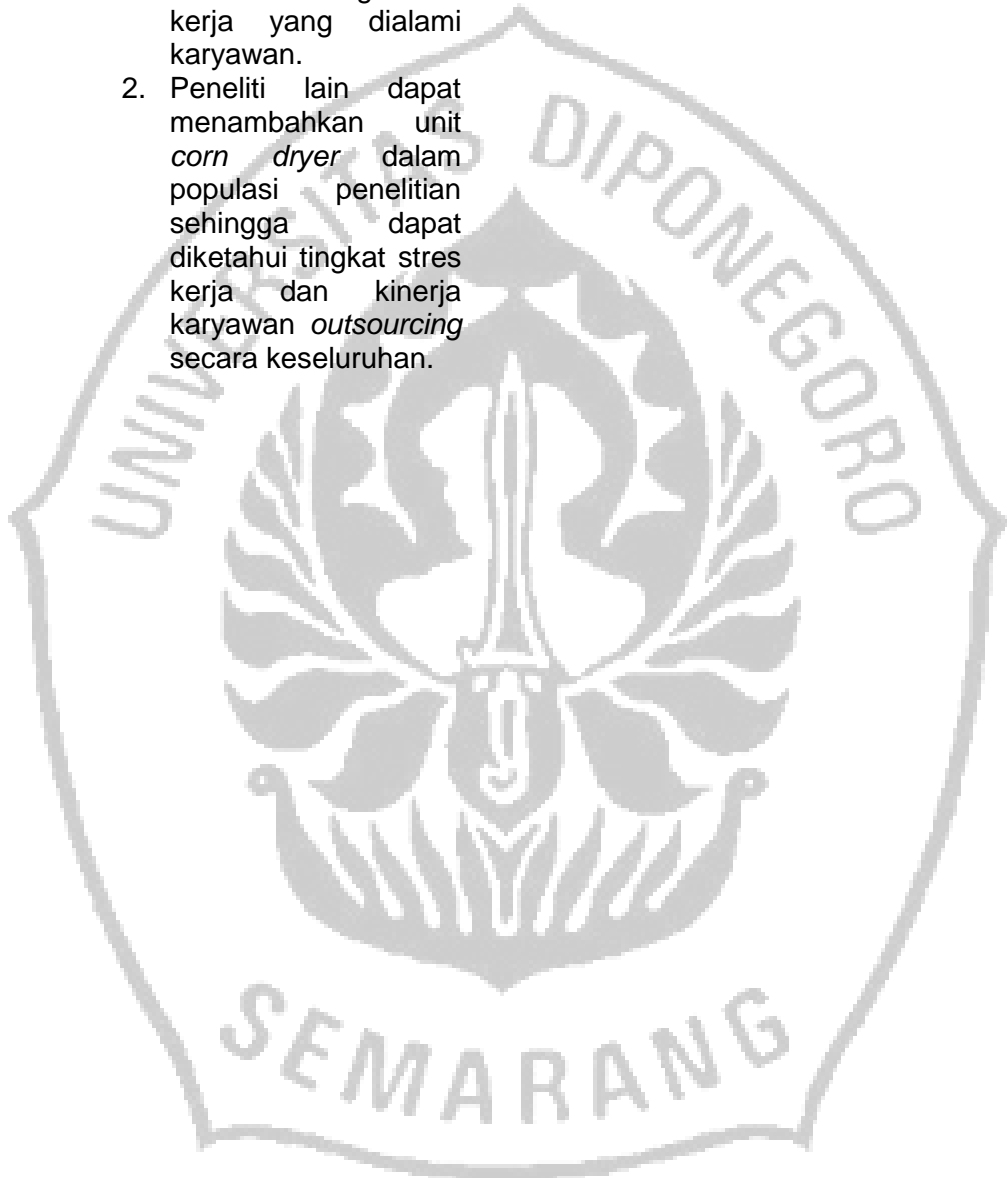 kerja yang dialami
karyawan.
2. Peneliti lain dapat
menambahkan unit
corn dryer dalam
populasi penelitian
sehingga dapat
diketahui tingkat stres
kerja dan kinerja
karyawan outsourcing
secara keseluruhan.
UNIVERSITAS DIPONEGORO
SEMARANG